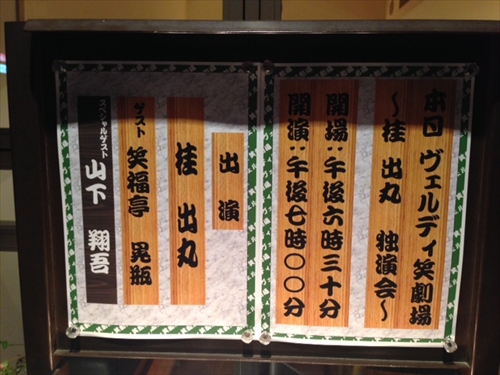 本日 ヴェルディ笑劇場
～桂 出丸 独演会～
開場：午後六時三十分
開演：午後七時〇〇分
出演
桂 出丸
ゲスト 笑福亭 晃瓶
スペシャルゲスト 山下 翔吾